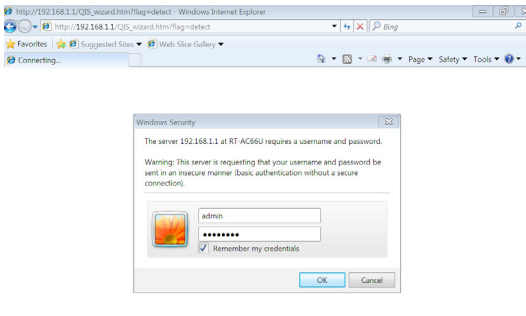 http://192.168.1.1/QIS_wizard.htm?flag=detect - Windows Internet Explorer
http://192.168.1.1/QIS_wizard.htm?flag=detect
Bing
Favorites
Suggested Sites
Web Slice Gallery
Connecting...
Page
Safety
Tools
Windows Security
The server 192.168.1.1 at RT-AC66U requires a username and password.
Warning: This server is requesting that your username and password be
sent in an insecure manner (basic authentication without a secure
connection).
admin
●●●●●●●●
Remember my credentials
OK
Cancel